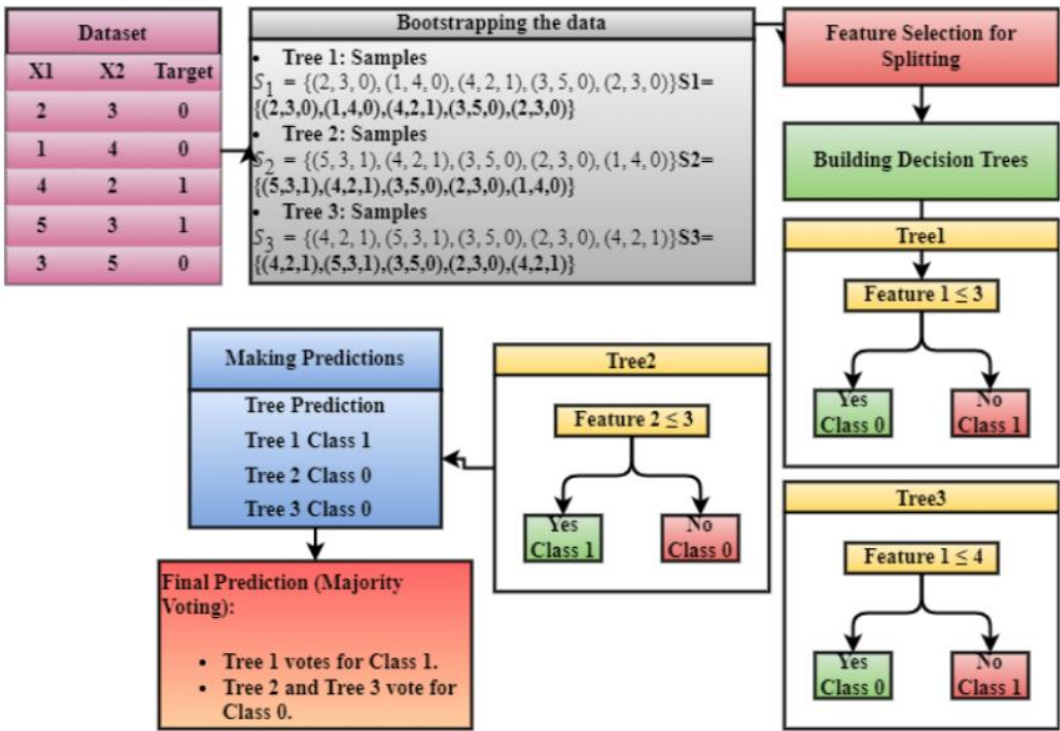 Dataset
X1 X2 Target
2 3 0
1 4 0
4 2 1
5 3 1
3 5 0
Bootstrapping the data
• Tree 1: Samples
S₁ = {(2, 3, 0), (1, 4, 0), (4, 2, 1), (3, 5, 0), (2, 3, 0)}S1=
{(2,3,0),(1,4,0),(4,2,1),(3,5,0),(2,3,0)}
• Tree 2: Samples
S₂ = {(5, 3, 1), (4, 2, 1), (3, 5, 0), (2, 3, 0), (1, 4, 0)}S2=
{(5,3,1),(4,2,1),(3,5,0),(2,3,0),(1,4,0)}
• Tree 3: Samples
S₃ = {(4, 2, 1), (5, 3, 1), (3, 5, 0), (2, 3, 0), (4, 2, 1)}S3=
{(4,2,1),(5,3,1),(3,5,0),(2,3,0),(4,2,1)}
Feature Selection for
Splitting
Building Decision Trees
Tree1
Feature 1 ≤ 3
Yes
Class 0
No
Class 1
Tree2
Feature 2 ≤ 3
Yes
Class 1
No
Class 0
Tree3
Feature 1 ≤ 4
Yes
Class 0
No
Class 1
Making Predictions
Tree Prediction
Tree 1 Class 1
Tree 2 Class 0
Tree 3 Class 0
Final Prediction (Majority
Voting):
• Tree 1 votes for Class 1.
• Tree 2 and Tree 3 vote for
Class 0.